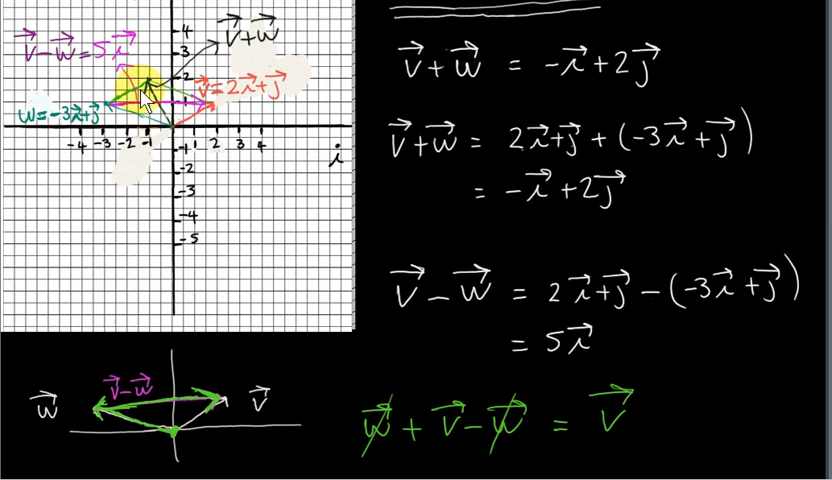 4
3
2
1
-4 -3 -2 -1 1 2 3 4
-1
-2
-3
-4
-5
i
v⃗+w⃗
v⃗-w⃗=5i⃗
v⃗=2i⃗+j⃗
w=-3i⃗+j⃗
v⃗-w⃗
w⃗
v⃗
v⃗+w⃗ = -i⃗+2j⃗
v⃗+w⃗ = 2i⃗+j⃗ + (-3i⃗+j⃗)
= -i⃗+2j⃗
v⃗-w⃗ = 2i⃗+j⃗ - (-3i⃗+j⃗)
= 5i⃗
w⃗ + v⃗ - w⃗ = v⃗